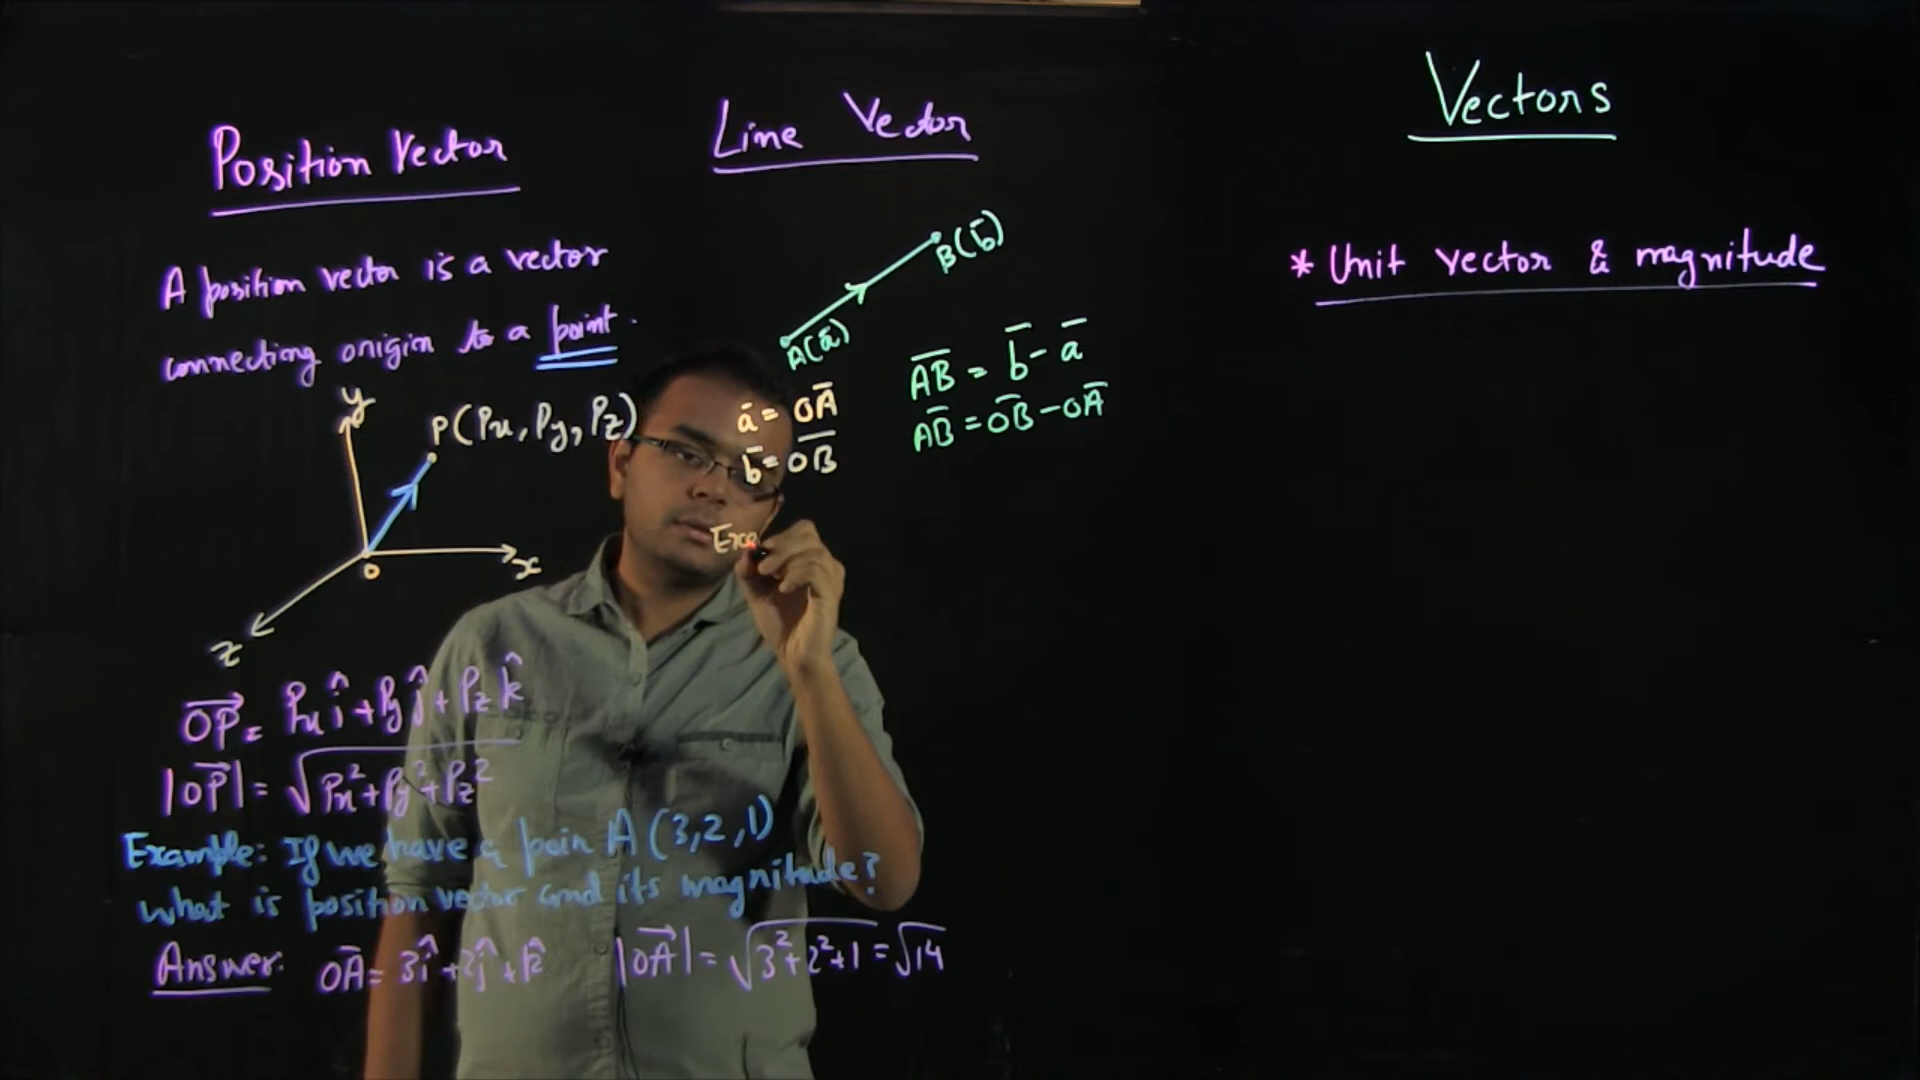 Position Vector
A position vector is a vector
connecting origin to a point.
y
P(Px, Py, Pz)
o
x
z
OP⃗ = Px î + Py ĵ + Pz k̂
|OP⃗| = √(Px² + Py² + Pz²)
Example: If we have a poin A (3,2,1)
what is position vector and its magnitude?
Answer: OA̅ = 3î + 2ĵ + k̂ |OA⃗| = √(3² + 2² + 1) = √14
Line Vector
B(b̅)
A(a̅)
a̅ = OA̅
b̅ = OB̅
AB̅ = b̅ - a̅
AB̅ = OB̅ - OA̅
Exa
Vectors
* Unit vector & magnitude